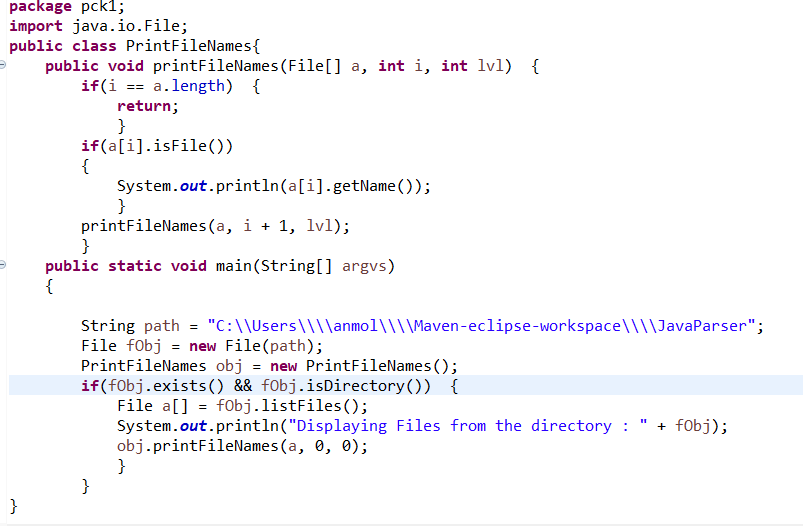 package pck1;
import java.io.File;
public class PrintFileNames{
    public void printFileNames(File[] a, int i, int lvl)  {
        if(i == a.length)  {
            return;
            }
        if(a[i].isFile())
        {
            System.out.println(a[i].getName());
            }
        printFileNames(a, i + 1, lvl);
        }
    public static void main(String[] argvs)
    {
        String path = "C:\\Users\\\\anmol\\\\Maven-eclipse-workspace\\\\JavaParser";
        File fObj = new File(path);
        PrintFileNames obj = new PrintFileNames();
        if(fObj.exists() && fObj.isDirectory())  {
            File a[] = fObj.listFiles();
            System.out.println("Displaying Files from the directory : " + fObj);
            obj.printFileNames(a, 0, 0);
            }
        }
}